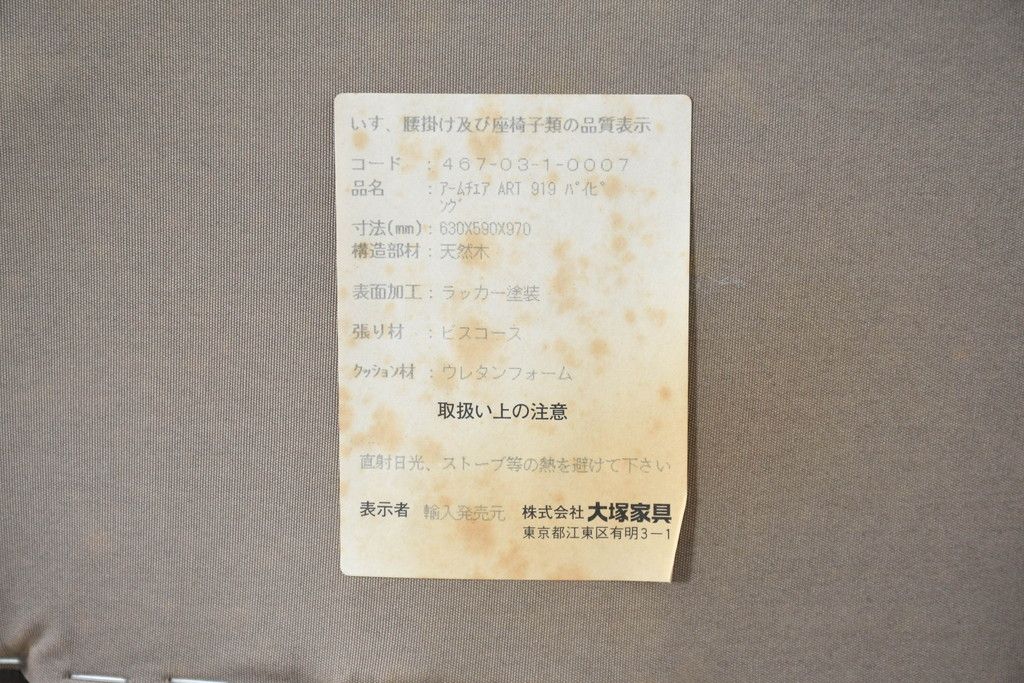 いす、腰掛け及び座椅子類の品質表示
コード : 467-03-1-0007
品名 : アームチェア ART 919 パイピ
ング
寸法(mm) : 630X590X970
構造部材 : 天然木
表面加工 : ラッカー塗装
張り材 : ビスコース
クッション材 : ウレタンフォーム
取扱い上の注意
直射日光、ストーブ等の熱を避けて下さい
表示者 輸入発売元 株式会社 大塚家具
東京都江東区有明3-1